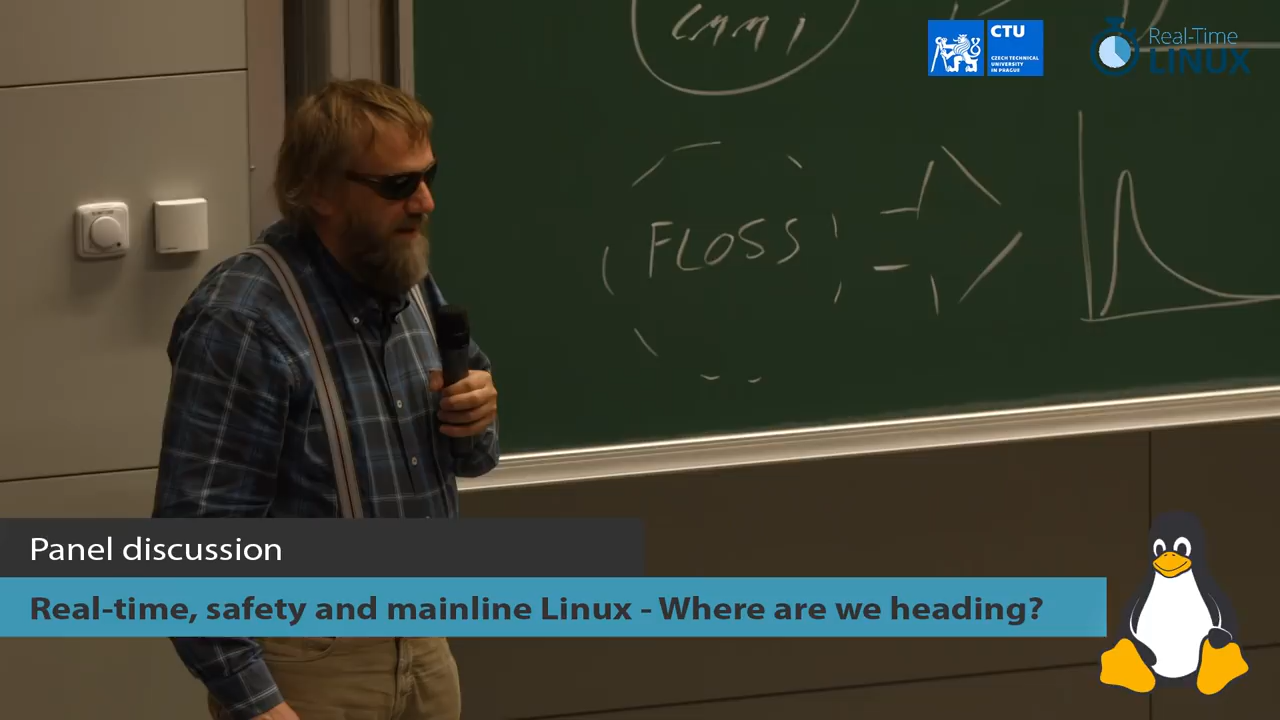 CTU
CZECH TECHNICAL
UNIVERSITY
IN PRAGUE
Real-Time
LINUX
FLOSS
Panel discussion
Real-time, safety and mainline Linux - Where are we heading?